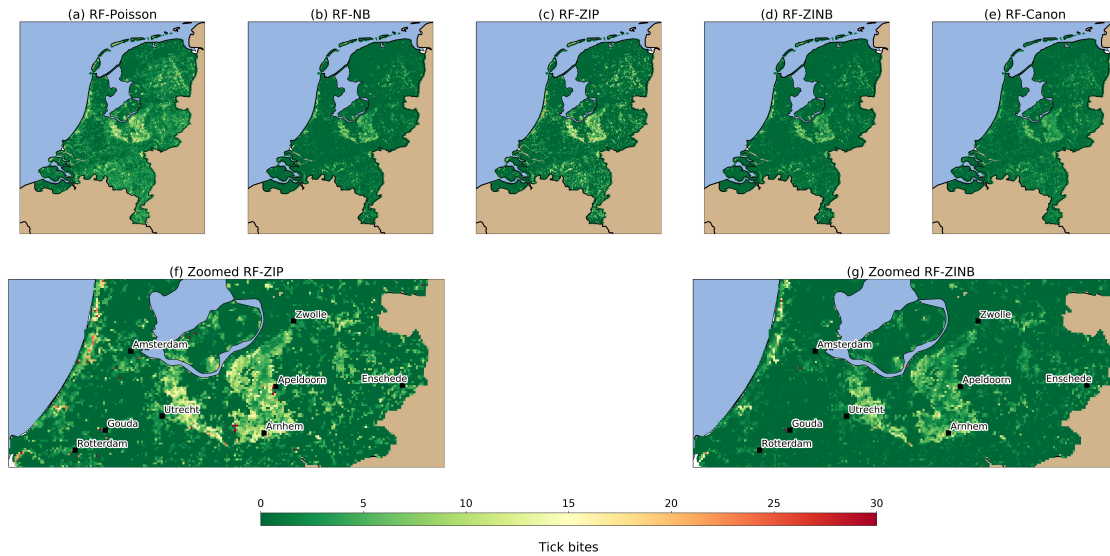 (a) RF-Poisson
(b) RF-NB
(c) RF-ZIP
(d) RF-ZINB
(e) RF-Canon
(f) Zoomed RF-ZIP
(g) Zoomed RF-ZINB
Zwolle
Amsterdam
Apeldoorn
Enschede
Utrecht
Gouda
Arnhem
Rotterdam
Zwolle
Amsterdam
Apeldoorn
Enschede
Utrecht
Gouda
Arnhem
Rotterdam
0 5 10 15 20 25 30
Tick bites